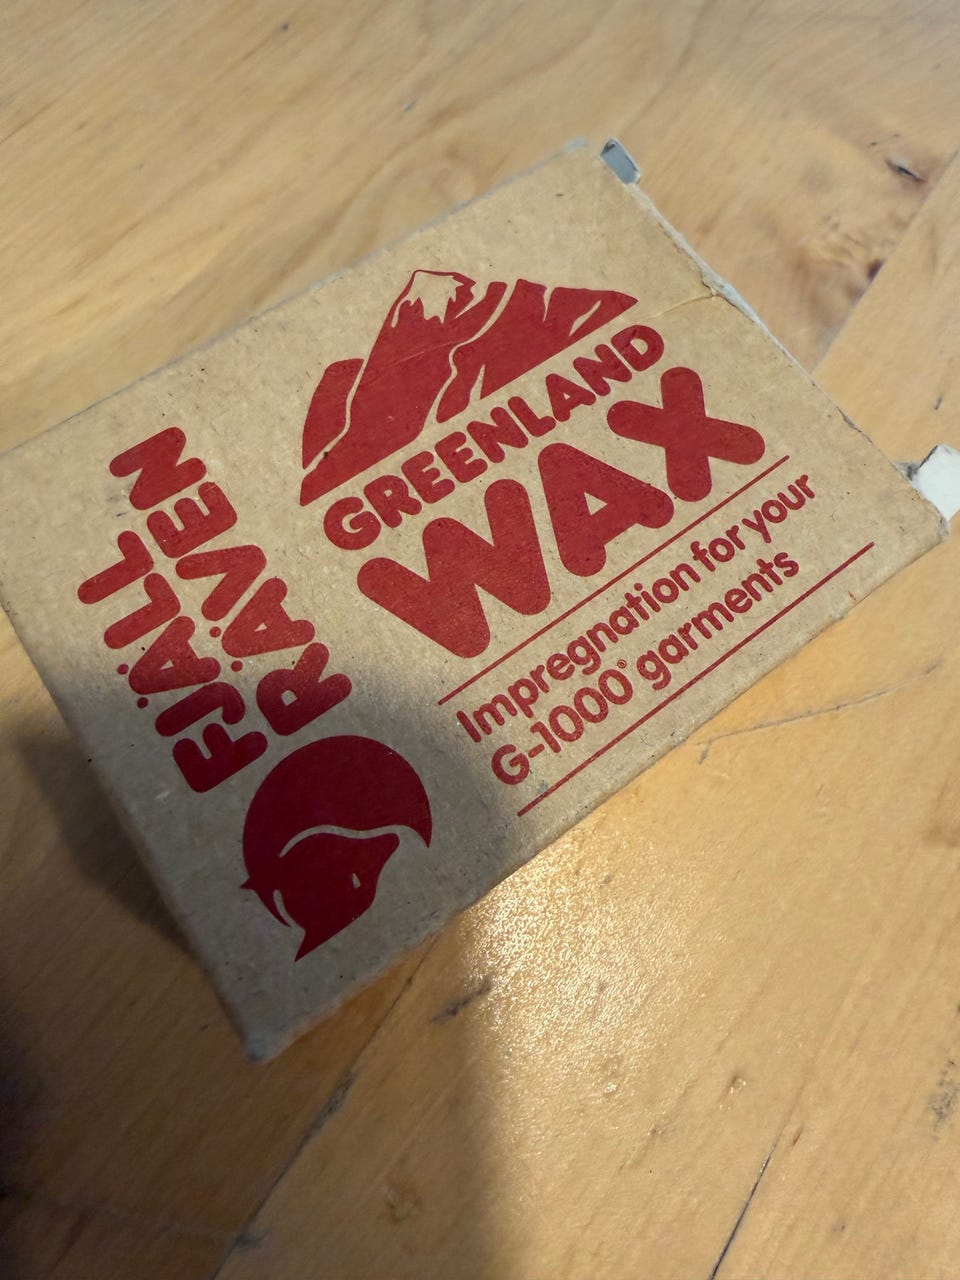 FJÄLL
RÄVEN
GREENLAND
WAX
Impregnation for your
G-1000® garments